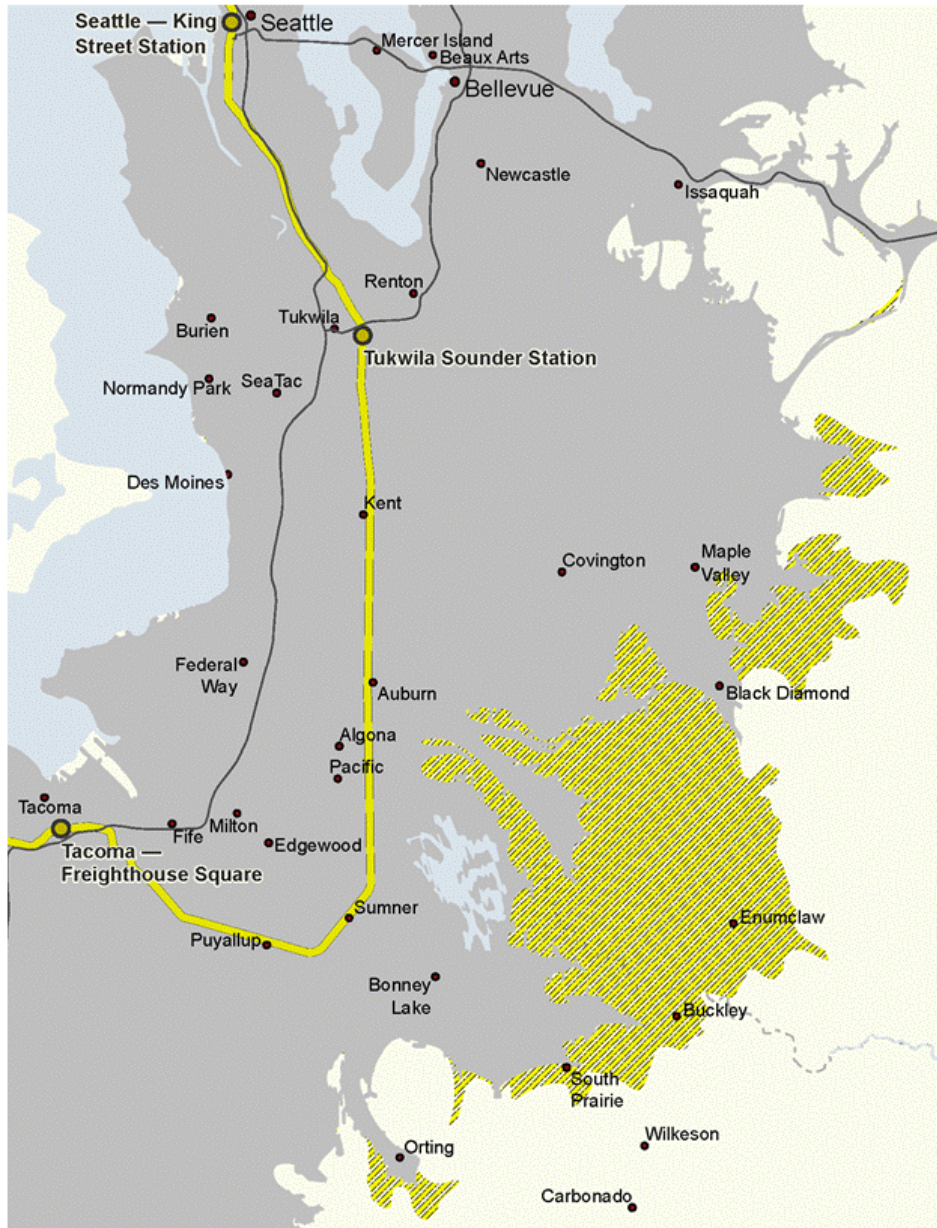 Seattle — King
Street Station
Seattle
Mercer Island
Beaux Arts
Bellevue
Newcastle
Issaquah
Renton
Tukwila
Burien
Tukwila Sounder Station
Normandy Park
SeaTac
Des Moines
Kent
Covington
Maple
Valley
Federal
Way
Auburn
Black Diamond
Algona
Pacific
Tacoma
Fife
Milton
Edgewood
Tacoma —
Freighthouse Square
Sumner
Puyallup
Enumclaw
Bonney
Lake
Buckley
South
Prairie
Orting
Wilkeson
Carbonado